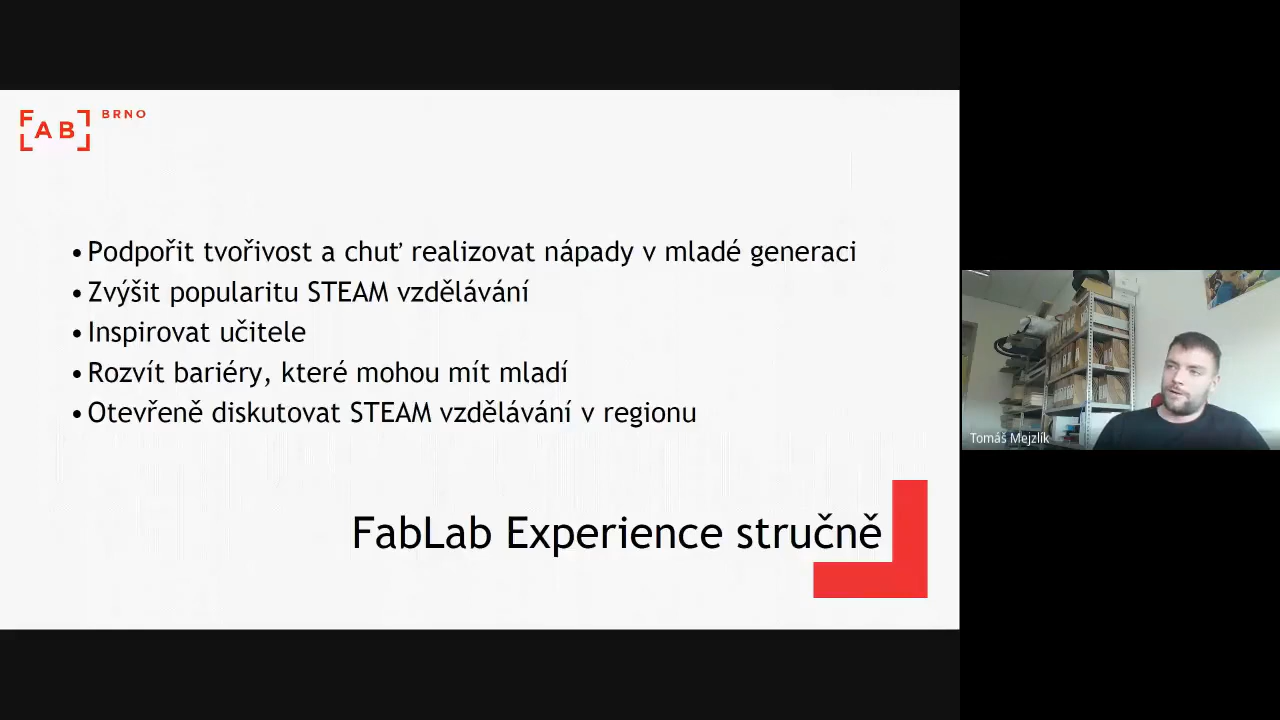 FAB BRNO
•Podpořit tvořivost a chuť realizovat nápady v mladé generaci
•Zvýšit popularitu STEAM vzdělávání
•Inspirovat učitele
•Rozvít bariéry, které mohou mít mladí
•Otevřeně diskutovat STEAM vzdělávání v regionu
FabLab Experience stručně
Tomáš Mejzlík